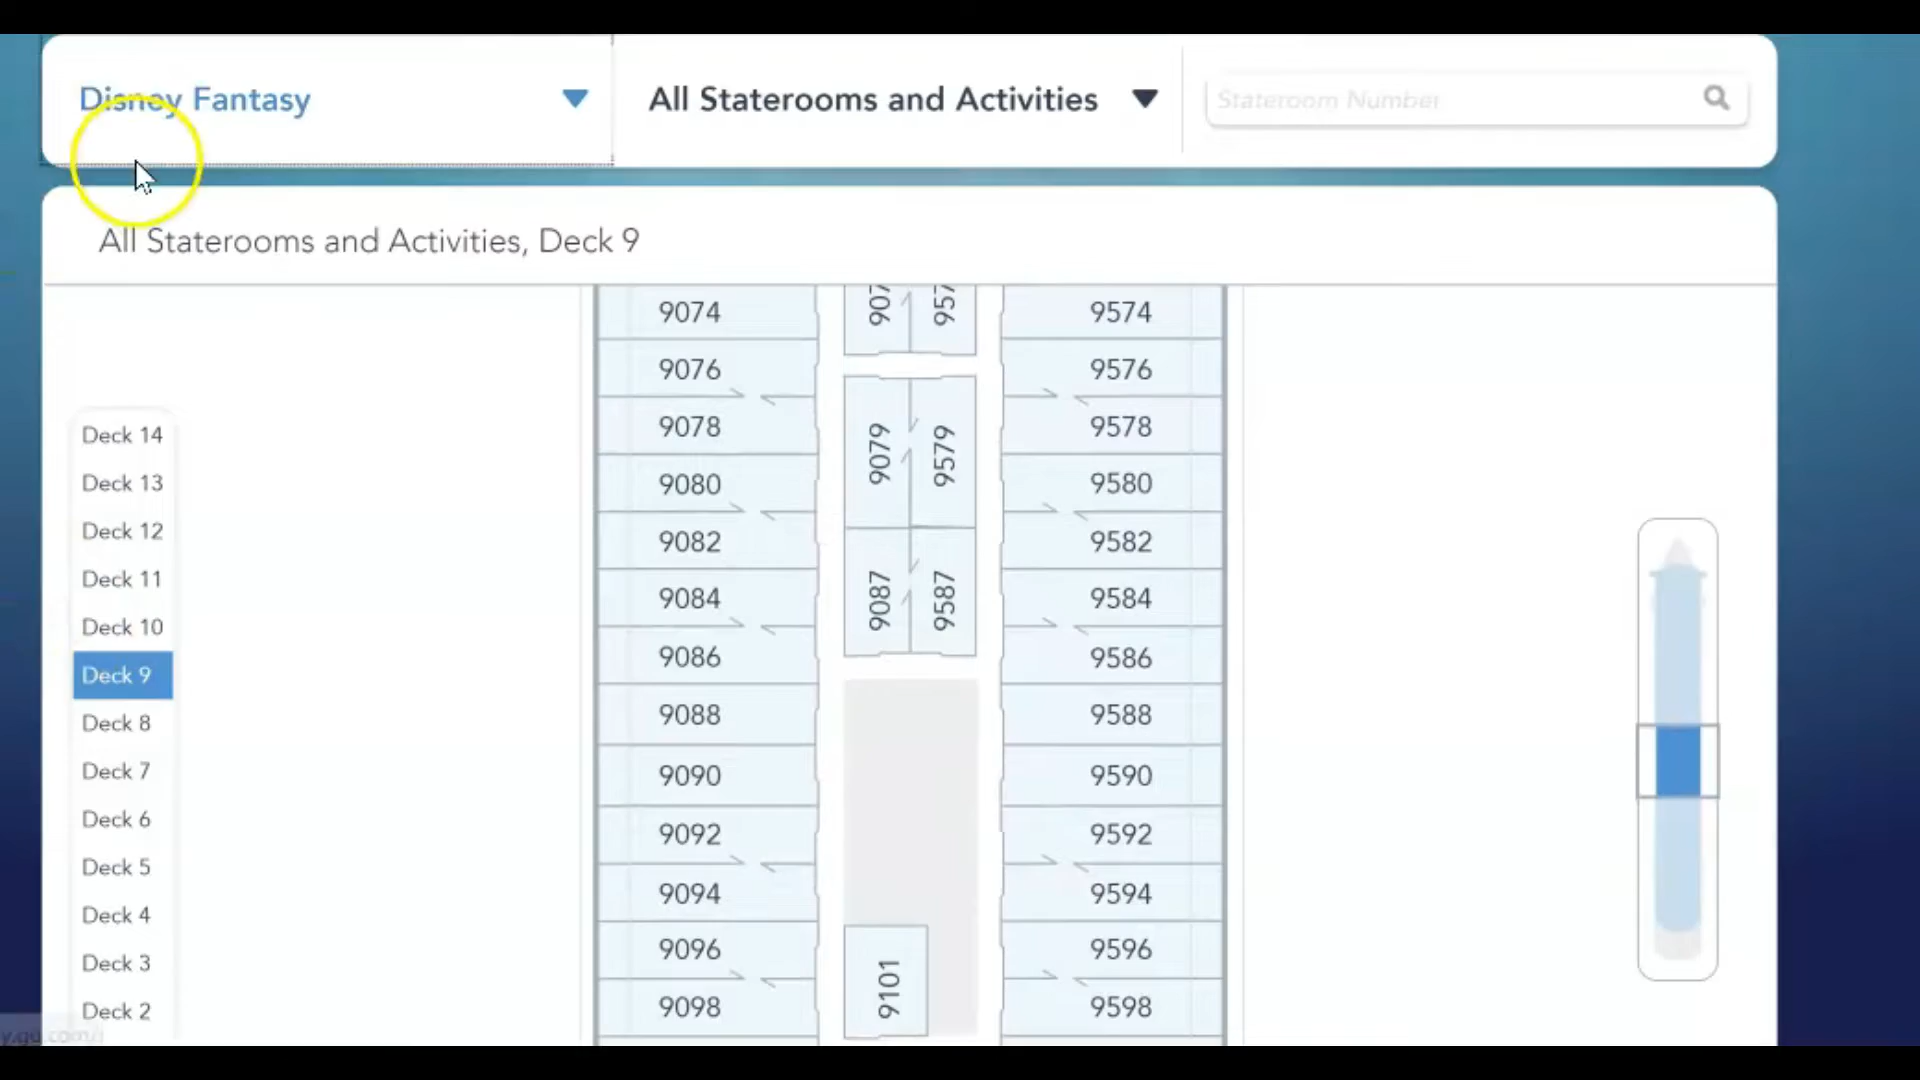 Disney Fantasy
All Staterooms and Activities
Stateroom Number
All Staterooms and Activities, Deck 9
Deck 14
Deck 13
Deck 12
Deck 11
Deck 10
Deck 9
Deck 8
Deck 7
Deck 6
Deck 5
Deck 4
Deck 3
Deck 2
9074
9076
9078
9080
9082
9084
9086
9088
9090
9092
9094
9096
9098
9079
9579
9087
9587
9101
9574
9576
9578
9580
9582
9584
9586
9588
9590
9592
9594
9596
9598